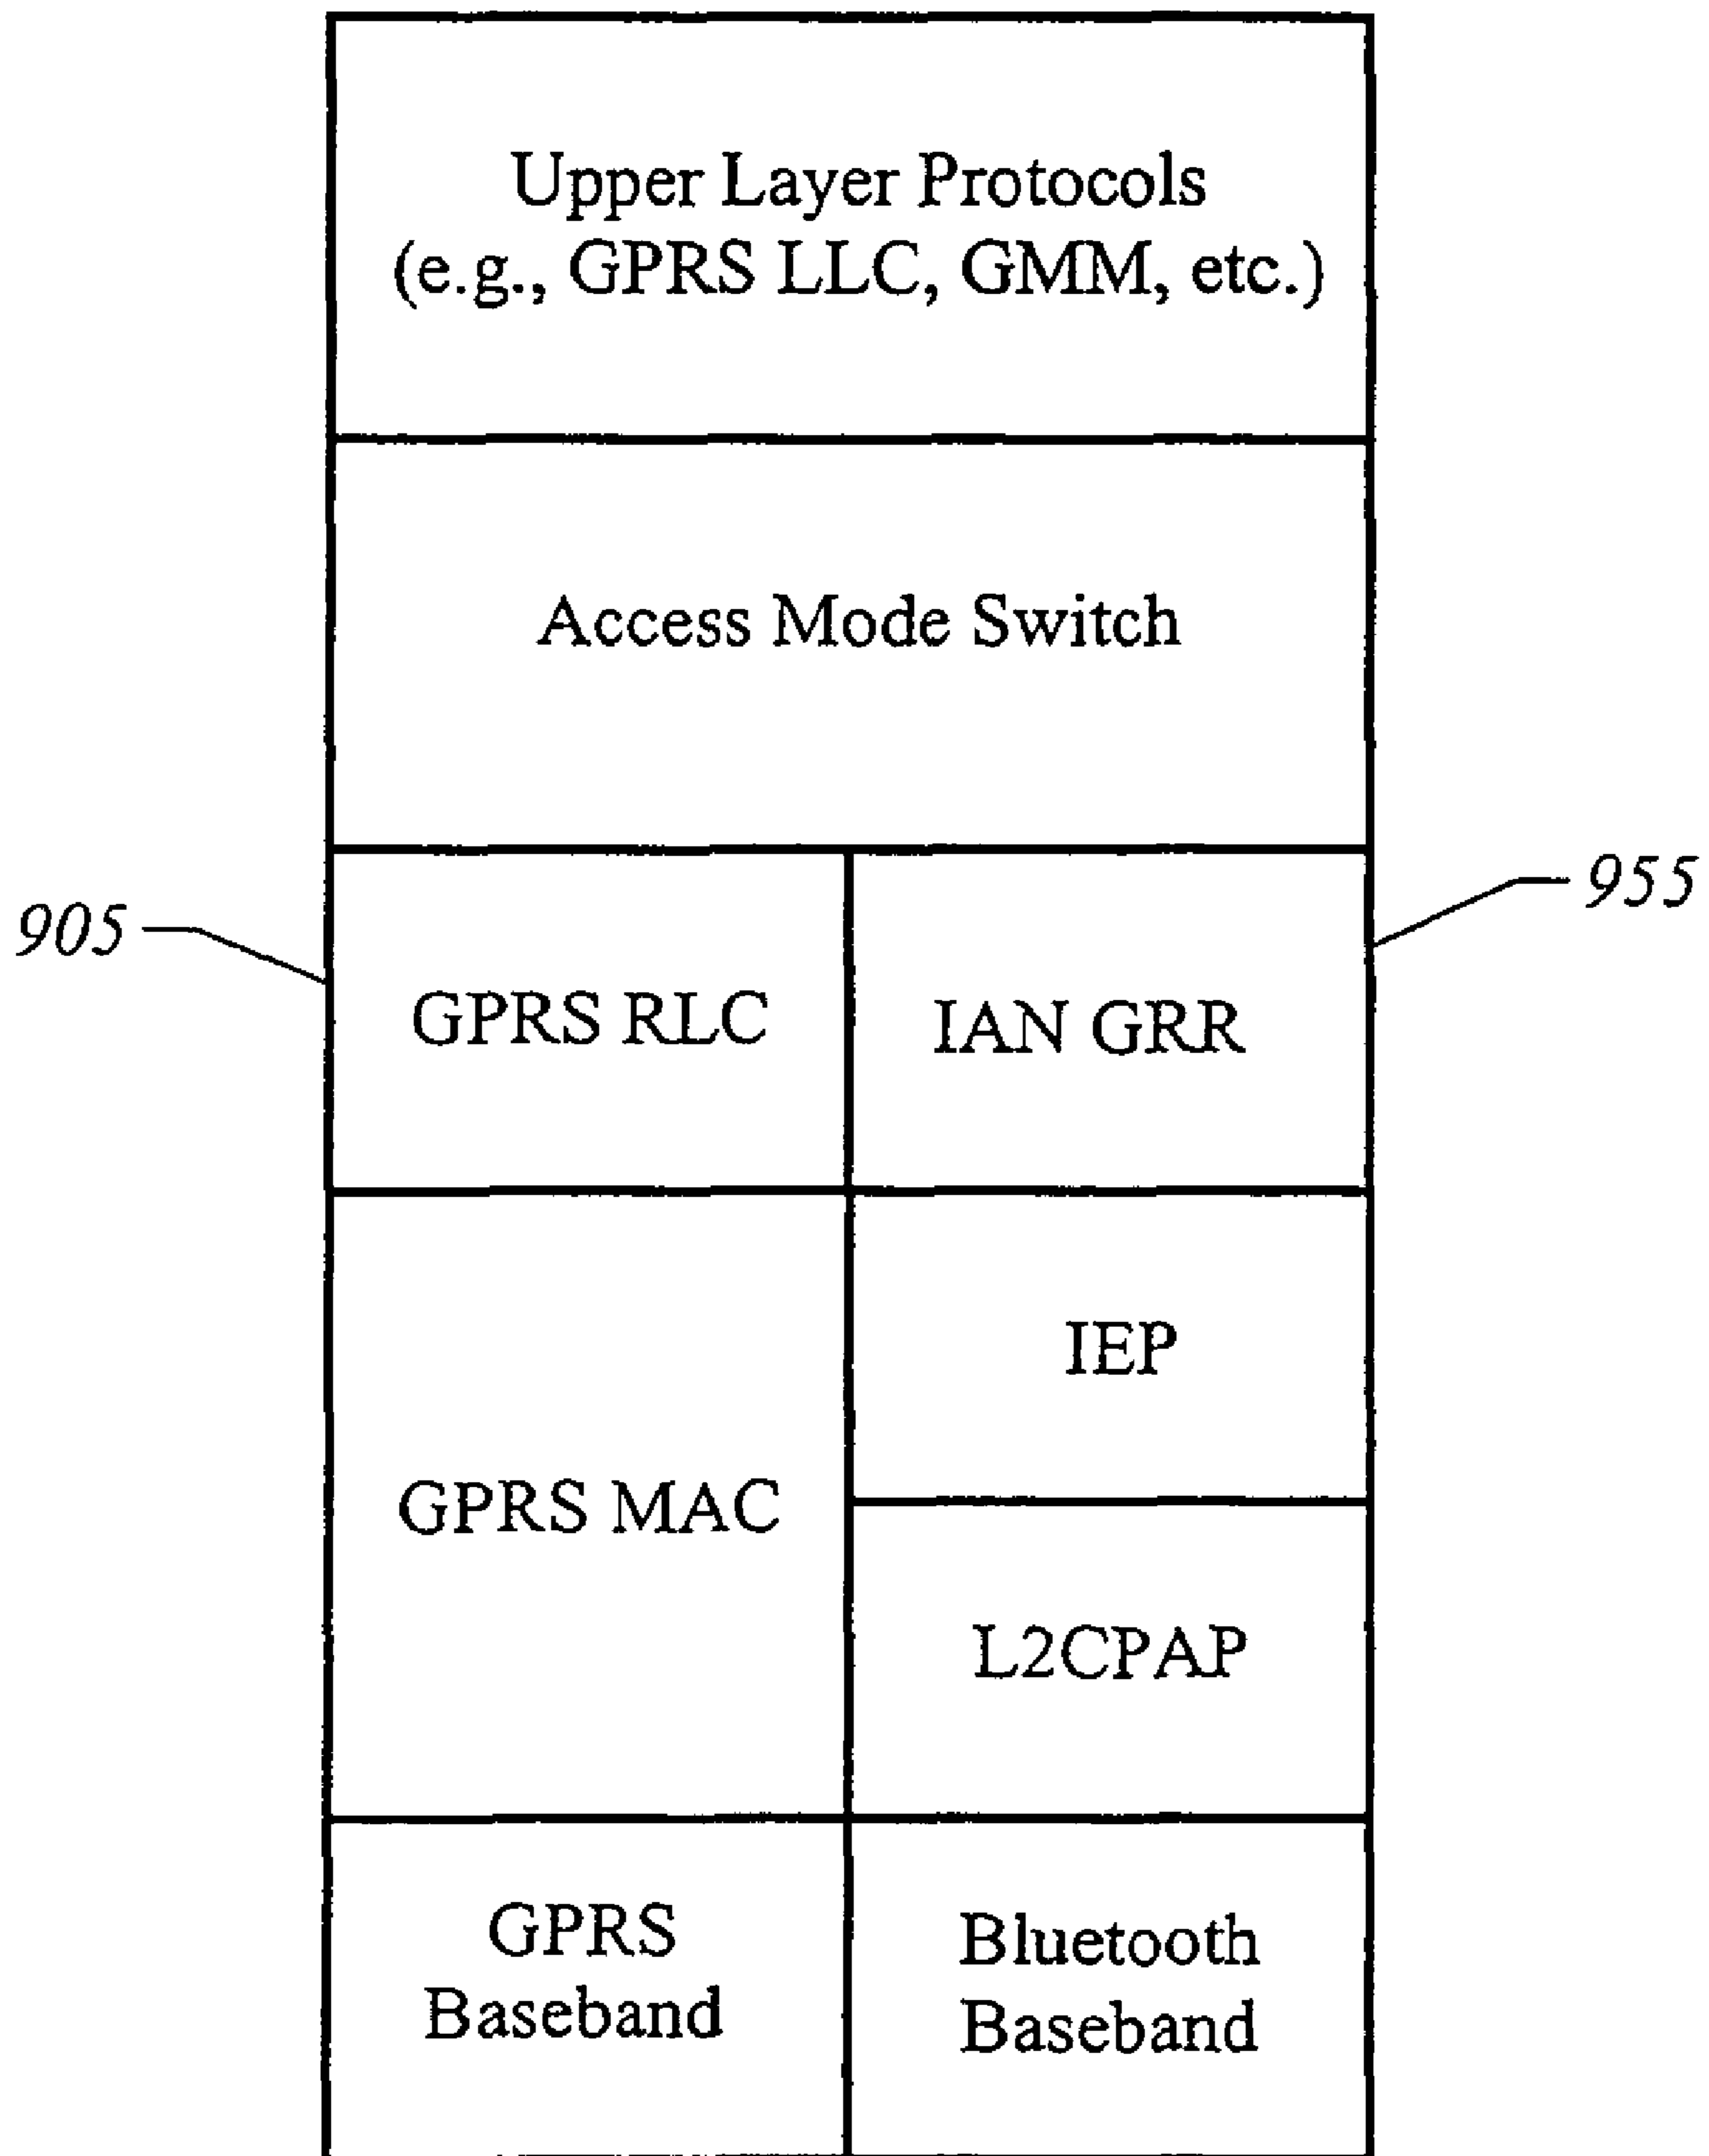 Upper Layer Protocols
(e.g., GPRS LLC, GMM, etc.)
Access Mode Switch
905
955
GPRS RLC
IAN GRR
IEP
GPRS MAC
L2CPAP
GPRS
Baseband
Bluetooth
Baseband